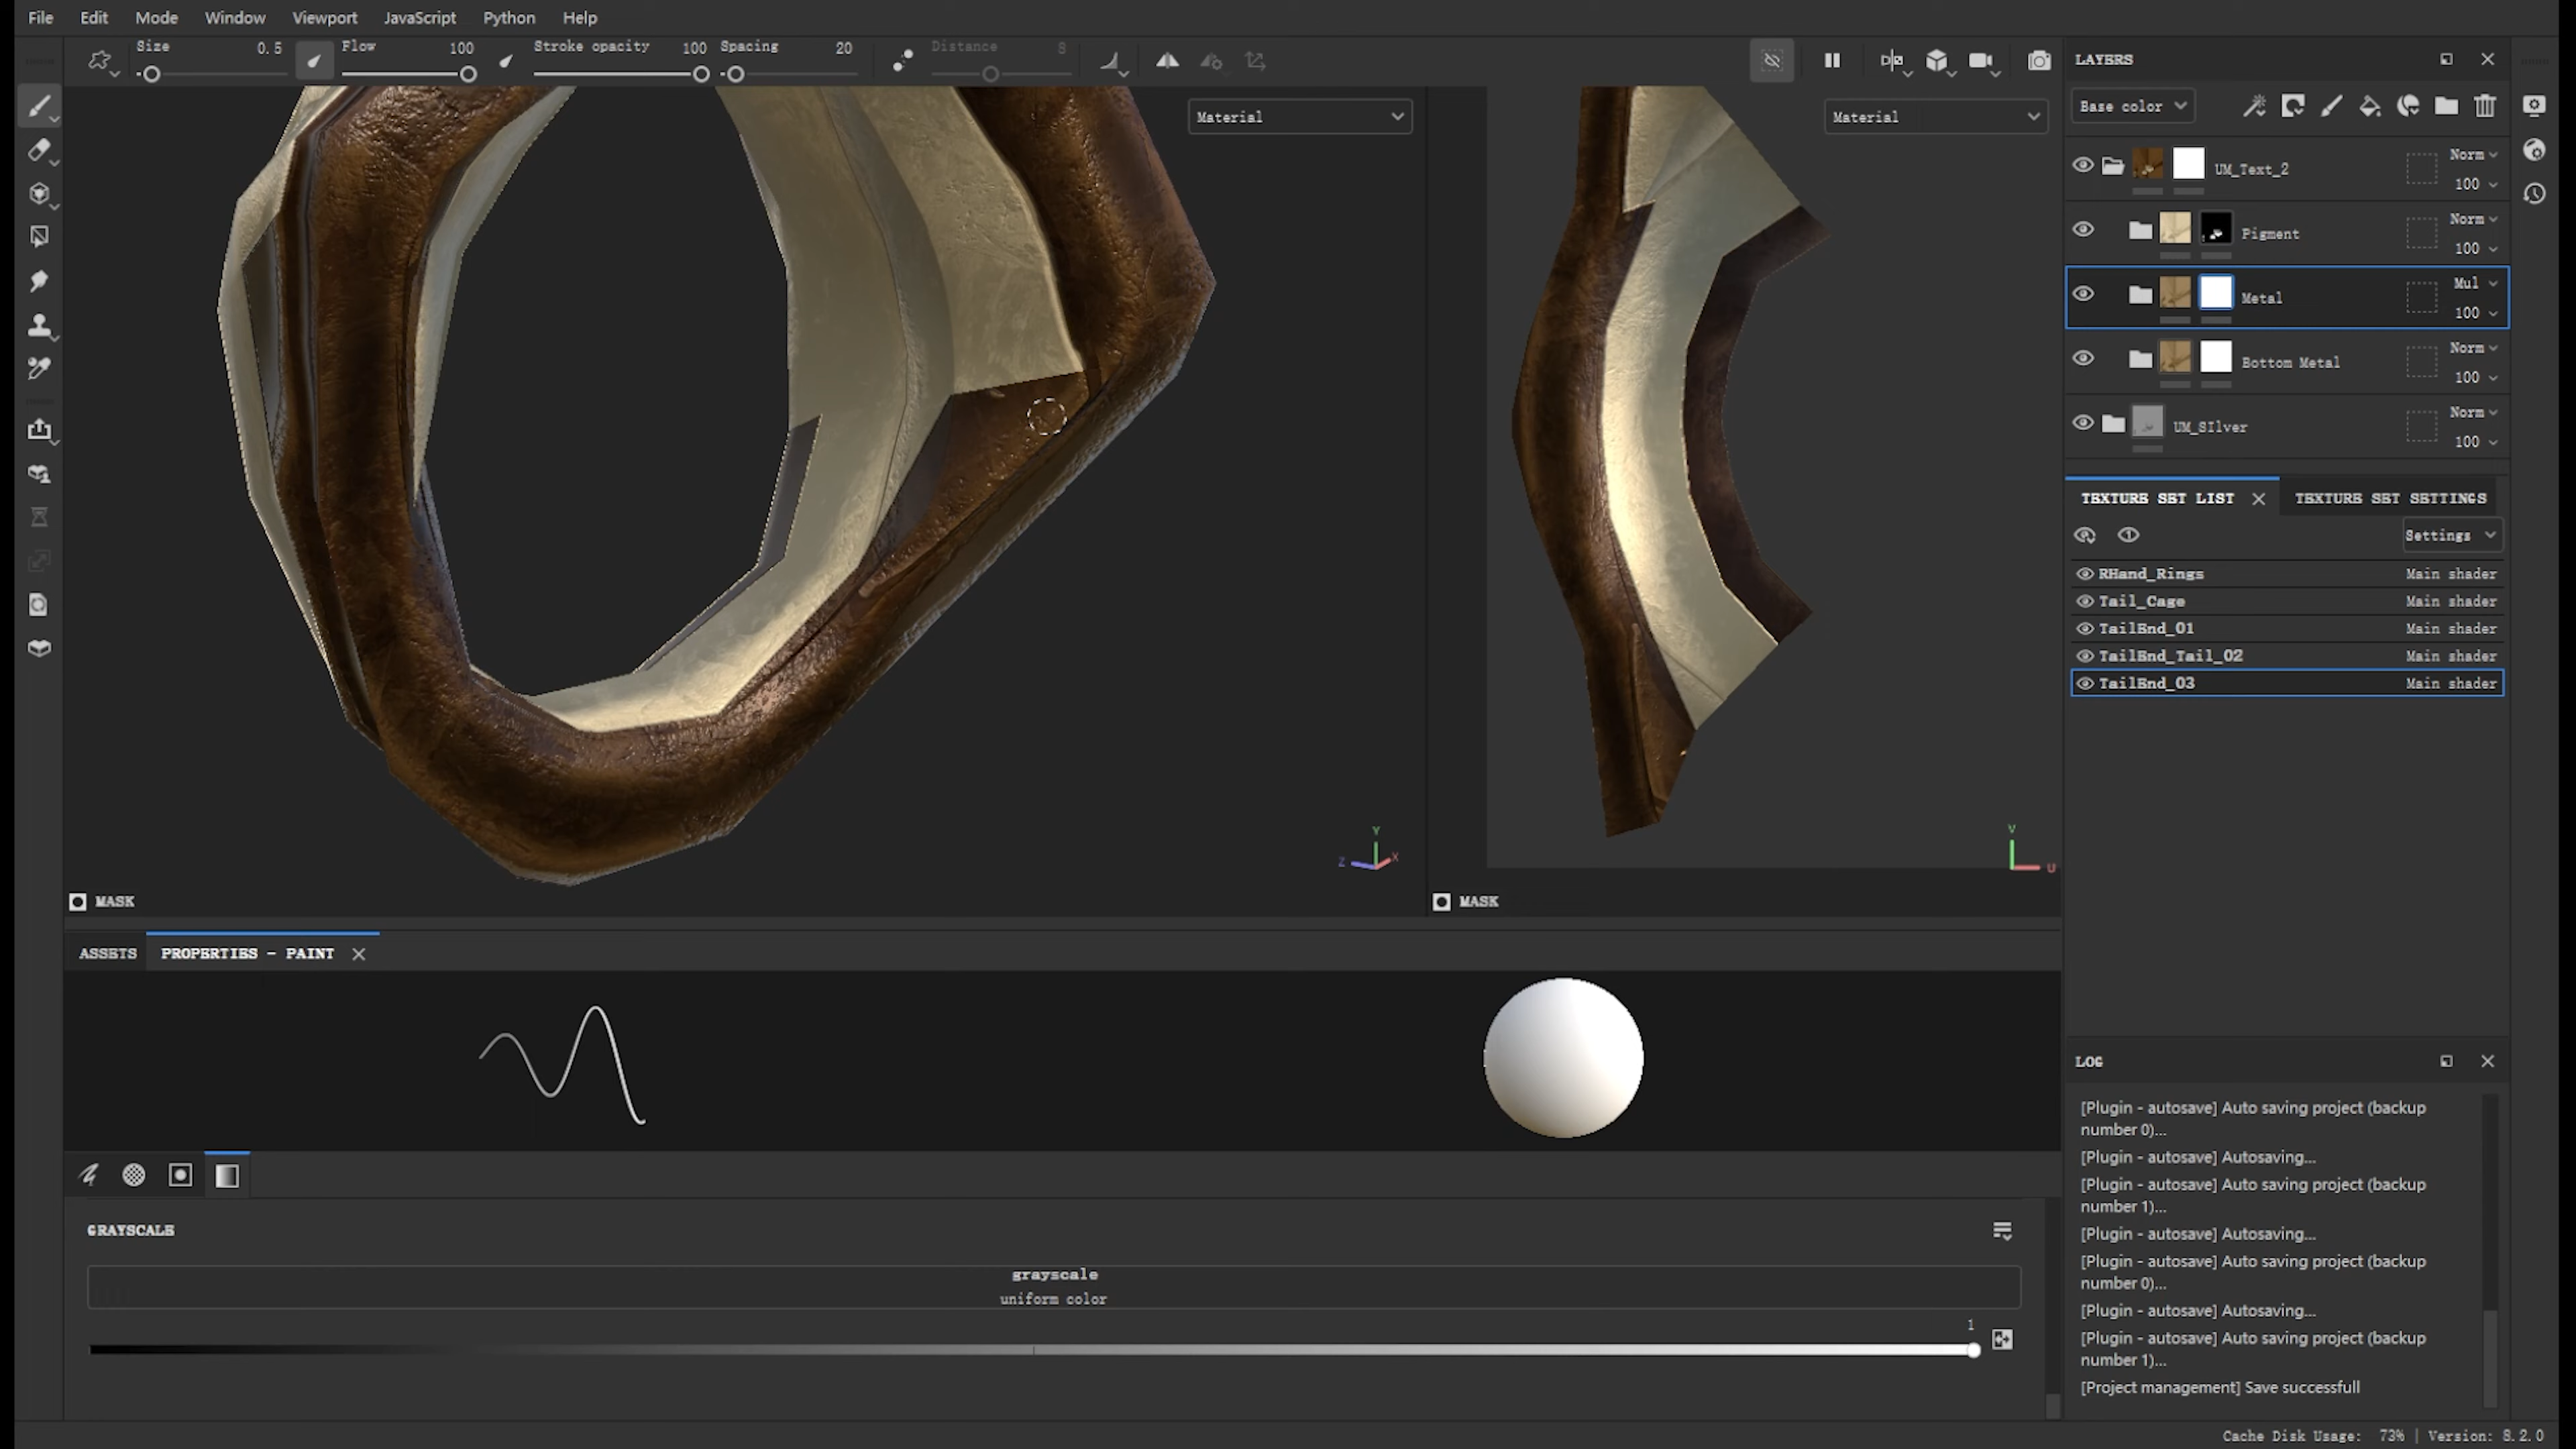 File Edit Mode Window Viewport JavaScript Python Help
Size 0.5 Flow 100 Stroke opacity 100 Spacing 20 Distance 8
Material
Material
Y
Z X
V
U
MASK
MASK
ASSETS PROPERTIES - PAINT
GRAYSCALE
grayscale
uniform color
1
LAYERS
Base color
UM_Text_2 Norm
100
Pigment Norm
100
Metal Mul
100
Bottom Metal Norm
100
UM_SIlver Norm
100
TEXTURE SET LIST TEXTURE SET SETTINGS
Settings
RHand_Rings Main shader
Tail_Cage Main shader
TailEnd_01 Main shader
TailEnd_Tail_02 Main shader
TailEnd_03 Main shader
LOG
[Plugin - autosave] Auto saving project (backup
number 0)...
[Plugin - autosave] Autosaving...
[Plugin - autosave] Auto saving project (backup
number 1)...
[Plugin - autosave] Autosaving...
[Plugin - autosave] Auto saving project (backup
number 0)...
[Plugin - autosave] Autosaving...
[Plugin - autosave] Auto saving project (backup
number 1)...
[Project management] Save successfull
Cache Disk Usage: 73% | Version: 8.2.0